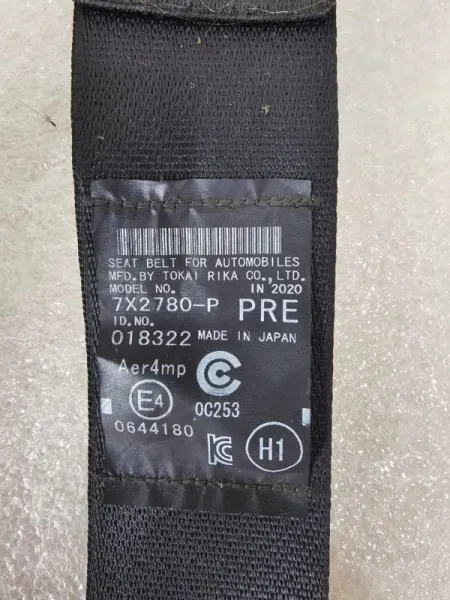 SEAT BELT FOR AUTOMOBILES
MFD. BY TOKAI RIKA CO., LTD.
MODEL NO. IN 2020
7X2780-P PRE
ID. NO.
018322 MADE IN JAPAN
Aer4mp C
E4 0C253
0644180 KC H1